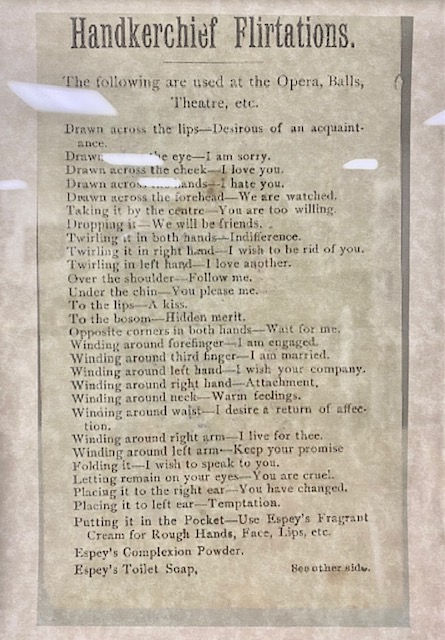 Handkerchief Flirtations.
The following are used at the Opera, Balls,
Theatre, etc.
Drawn across the lips—Desirous of an acquaint-
ance.
Drawn the eye—I am sorry.
Drawn across the cheek—I love you.
Drawn across the hands—I hate you.
Drawn across the forehead—We are watched.
Taking it by the centre—You are too willing.
Dropping it—We will be friends.
Twirling it in both hands—Indifference.
Twirling it in right hand—I wish to be rid of you.
Twirling in left hand—I love another.
Over the shoulder—Follow me.
Under the chin—You please me.
To the lips—A kiss.
To the bosom—Hidden merit.
Opposite corners in both hands—Wait for me.
Winding around forefinger—I am engaged.
Winding around third finger—I am married.
Winding around left hand—I wish your company.
Winding around right hand—Attachment.
Winding around neck—Warm feelings.
Winding around waist—I desire a return of affec-
tion.
Winding around right arm—I live for thee.
Winding around left arm—Keep your promise
Folding it—I wish to speak to you.
Letting remain on your eyes—You are cruel.
Placing it to the right ear—You have changed.
Placing it to left ear—Temptation.
Putting it in the Pocket—Use Espey's Fragrant
Cream for Rough Hands, Face, Lips, etc.
Espey's Complexion Powder.
Espey's Toilet Soap, See other side.